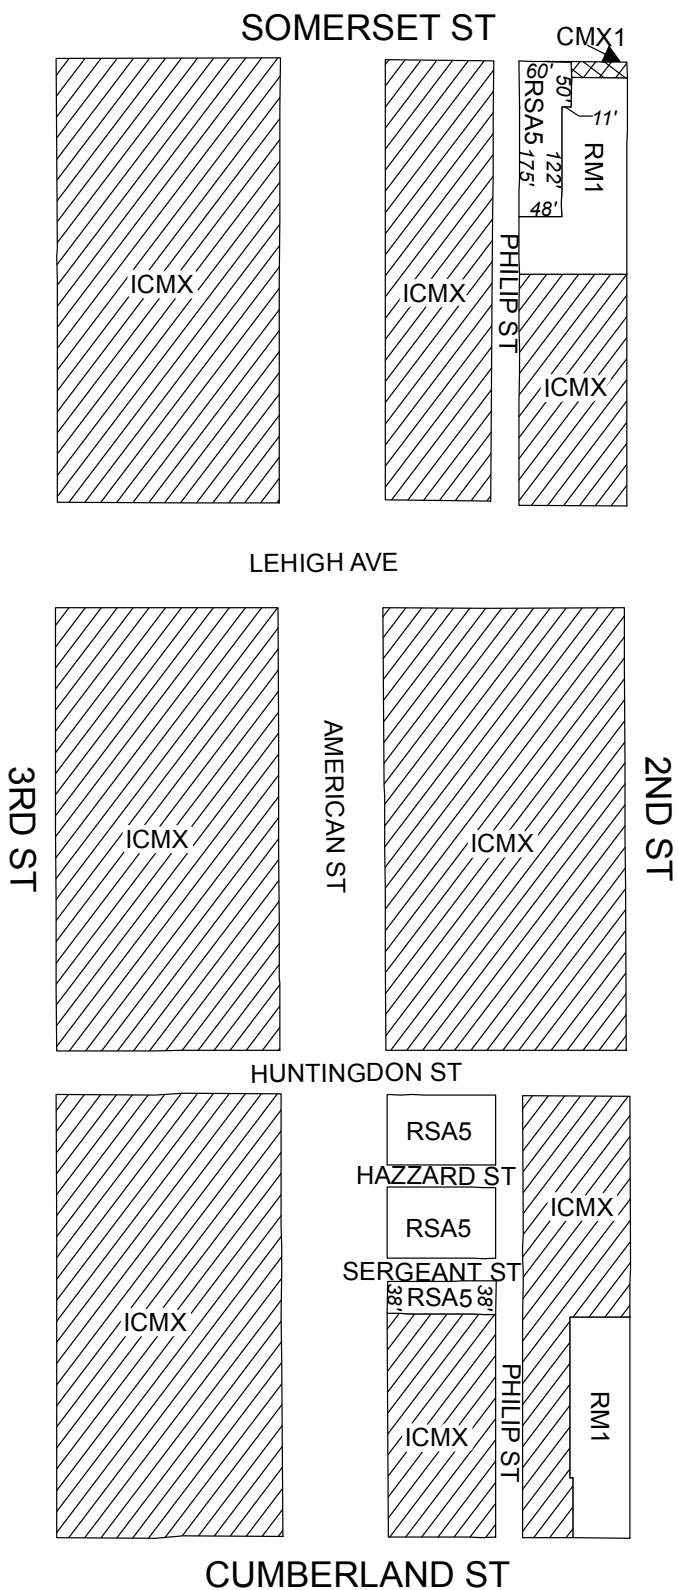 SOMERSET ST
CMX1
60'
50'
RSA5
11'
122'
175'
RM1
48'
ICMX
ICMX
PHILIP ST
ICMX
LEHIGH AVE
3RD ST
AMERICAN ST
2ND ST
ICMX
ICMX
HUNTINGDON ST
RSA5
HAZZARD ST
ICMX
RSA5
SERGEANT ST
38'
RSA5
38'
ICMX
PHILIP ST
RM1
ICMX
CUMBERLAND ST